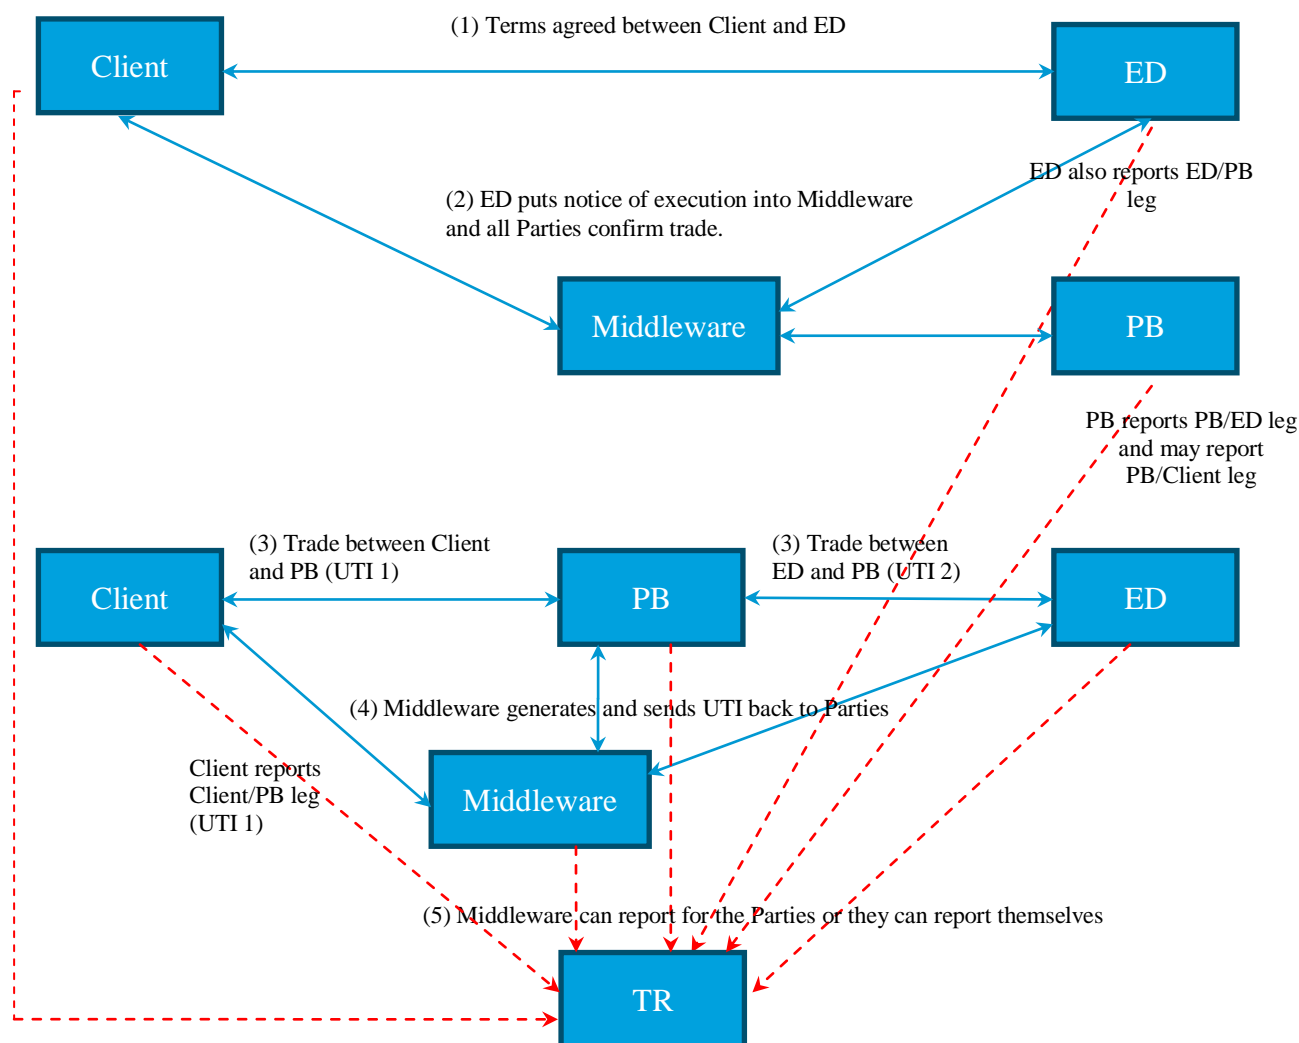 (1) Terms agreed between Client and ED
Client
ED
ED also reports ED/PB
leg
(2) ED puts notice of execution into Middleware
and all Parties confirm trade.
Middleware
PB
PB reports PB/ED leg
and may report
PB/Client leg
(3) Trade between Client
and PB (UTI 1)
(3) Trade between
ED and PB (UTI 2)
Client
PB
ED
(4) Middleware generates and sends UTI back to Parties
Client reports
Client/PB leg
(UTI 1)
Middleware
(5) Middleware can report for the Parties or they can report themselves
TR